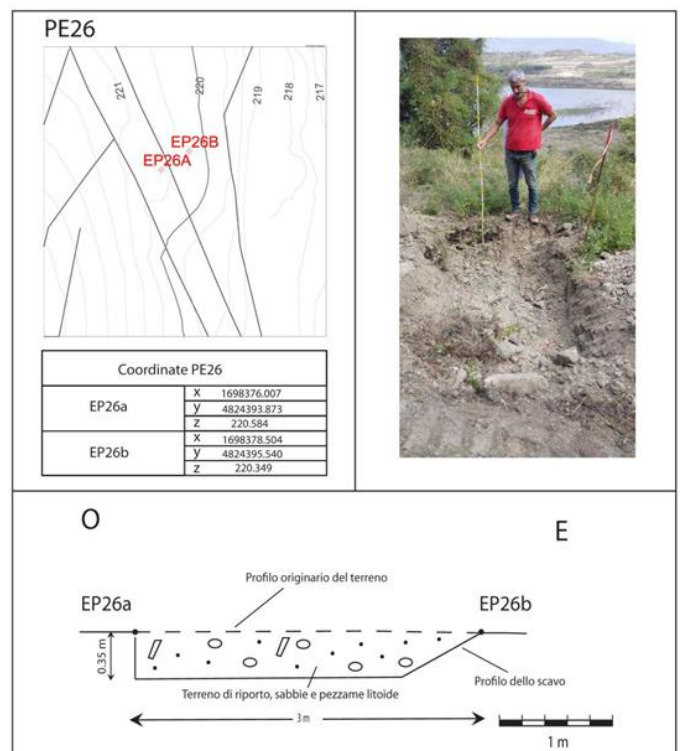 PE26
221
220
219
218
217
EP26B
EP26A
Coordinate PE26
EP26a
X 1698376.007
y 4824393.873
z 220.584
EP26b
X 1698378.504
y 4824395.540
z 220.349
O
E
Profilo originario del terreno
EP26a
EP26b
0.35 m
Profilo dello scavo
Terreno di riporto, sabbie e pezzame litoide
3 m
1 m